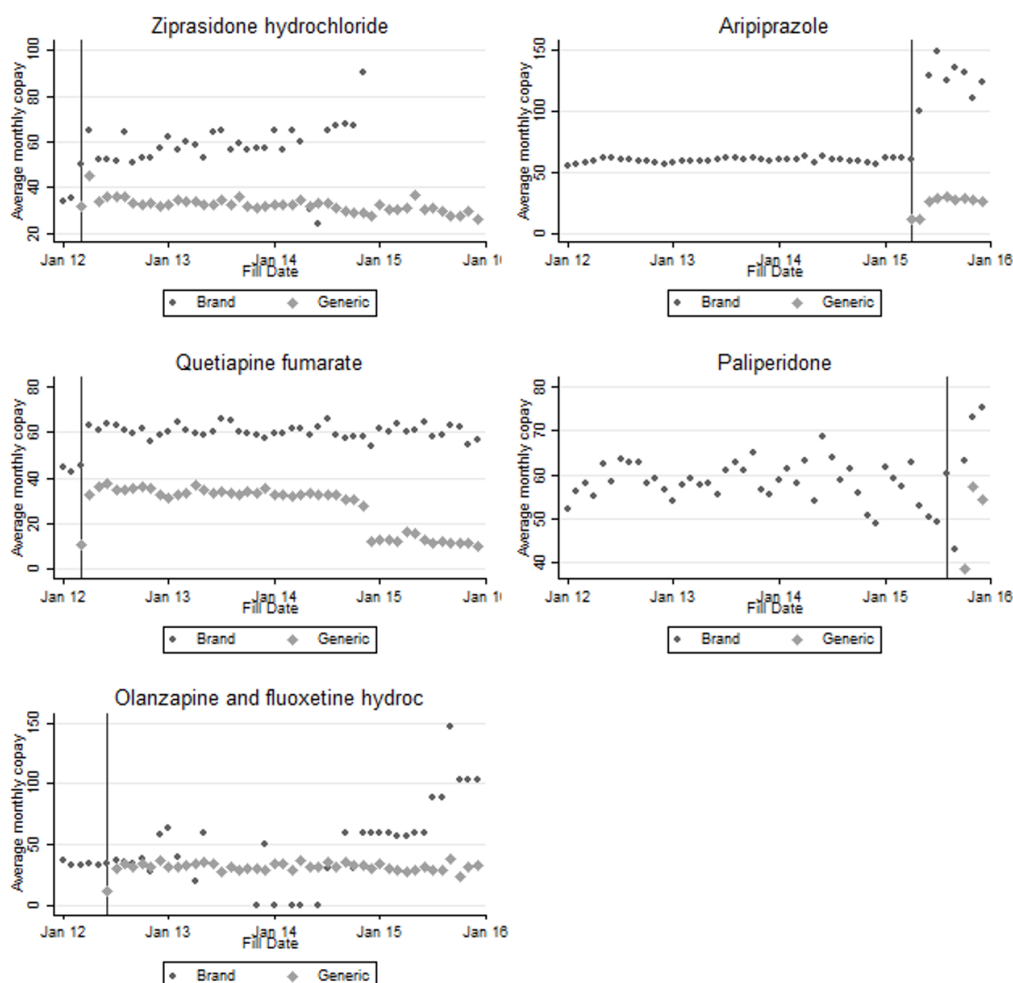 Ziprasidone hydrochloride
Average monthly copay
100
80
60
40
20
Jan 12 Jan 13 Jan 14 Jan 15 Jan 1
Fill Date
Brand Generic
Aripiprazole
Average monthly copay
150
100
50
0
Jan 12 Jan 13 Jan 14 Jan 15 Jan 16
Fill Date
Brand Generic
Quetiapine fumarate
Average monthly copay
80
60
40
20
0
Jan 12 Jan 13 Jan 14 Jan 15 Jan 1
Fill Date
Brand Generic
Paliperidone
Average monthly copay
80
70
60
50
40
Jan 12 Jan 13 Jan 14 Jan 15 Jan 16
Fill Date
Brand Generic
Olanzapine and fluoxetine hydroc
Average monthly copay
150
100
50
0
Jan 12 Jan 13 Jan 14 Jan 15 Jan 16
Fill Date
Brand Generic